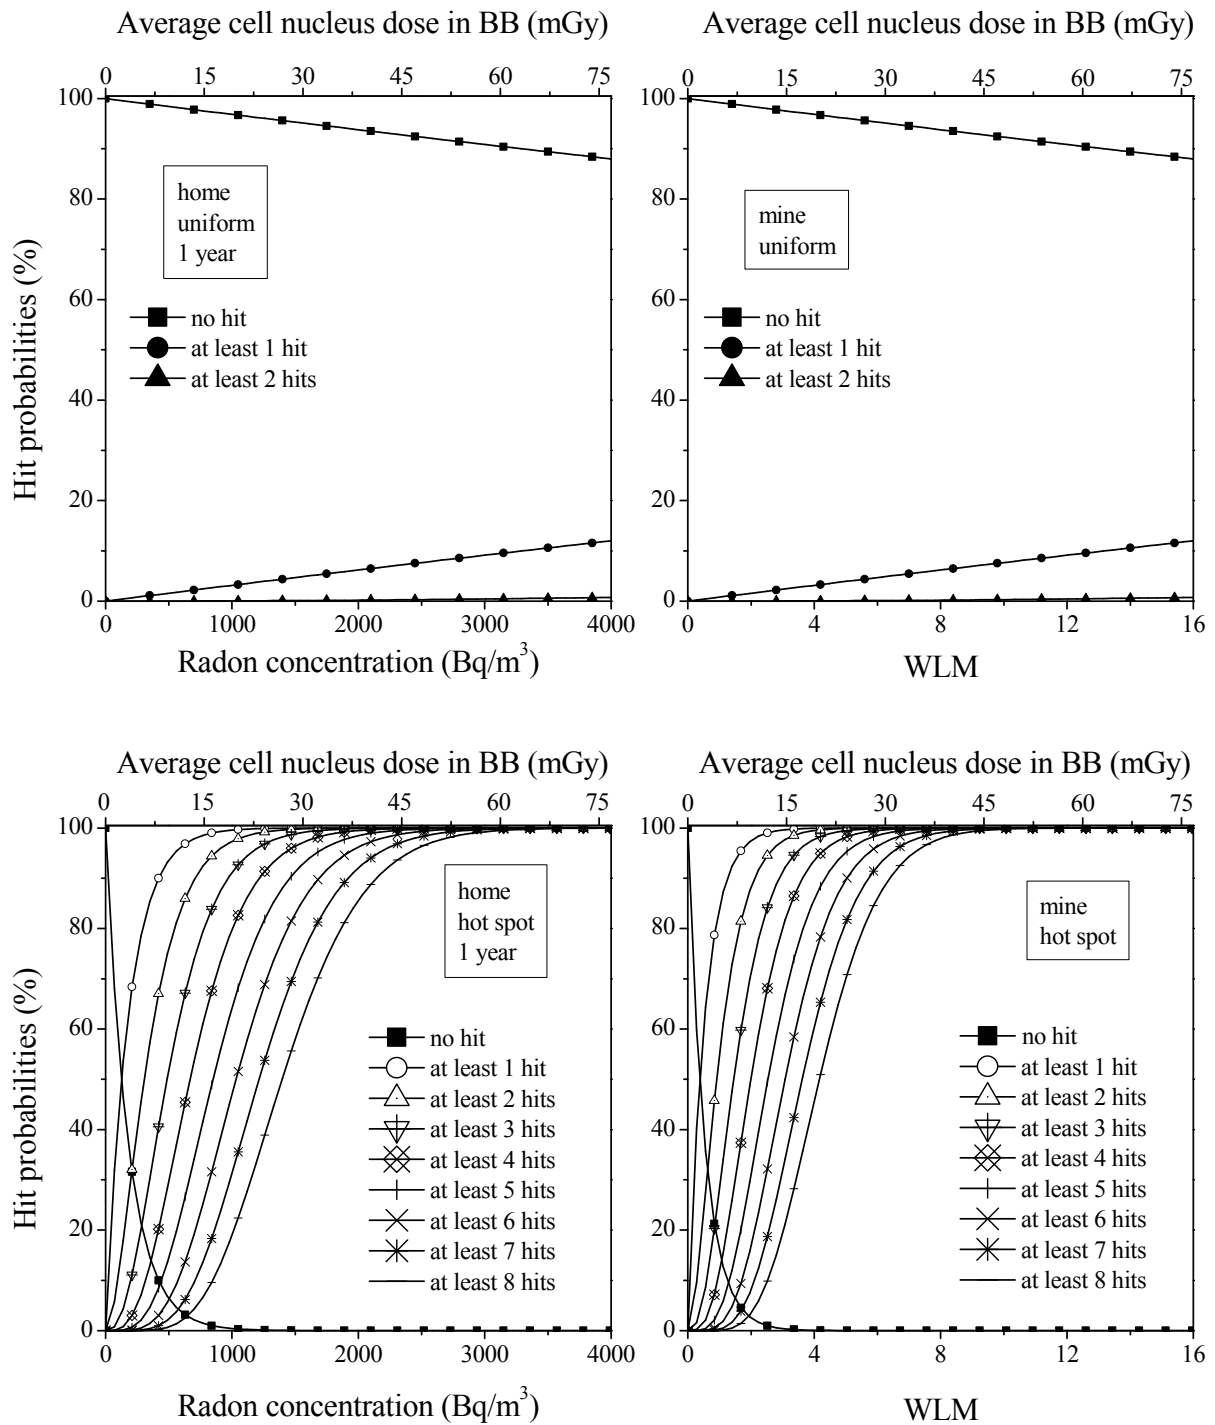 Average cell nucleus dose in BB (mGy)
0 15 30 45 60 75
100
80
60
40
20
0
Hit probabilities (%)
home
uniform
1 year
no hit
at least 1 hit
at least 2 hits
0 1000 2000 3000 4000
Radon concentration (Bq/m³)
Average cell nucleus dose in BB (mGy)
0 15 30 45 60 75
mine
uniform
no hit
at least 1 hit
at least 2 hits
0 4 8 12 16
WLM
Average cell nucleus dose in BB (mGy)
0 15 30 45 60 75
100
80
60
40
20
0
Hit probabilities (%)
home
hot spot
1 year
no hit
at least 1 hit
at least 2 hits
at least 3 hits
at least 4 hits
at least 5 hits
at least 6 hits
at least 7 hits
at least 8 hits
0 1000 2000 3000 4000
Radon concentration (Bq/m³)
Average cell nucleus dose in BB (mGy)
0 15 30 45 60 75
mine
hot spot
no hit
at least 1 hit
at least 2 hits
at least 3 hits
at least 4 hits
at least 5 hits
at least 6 hits
at least 7 hits
at least 8 hits
0 4 8 12 16
WLM